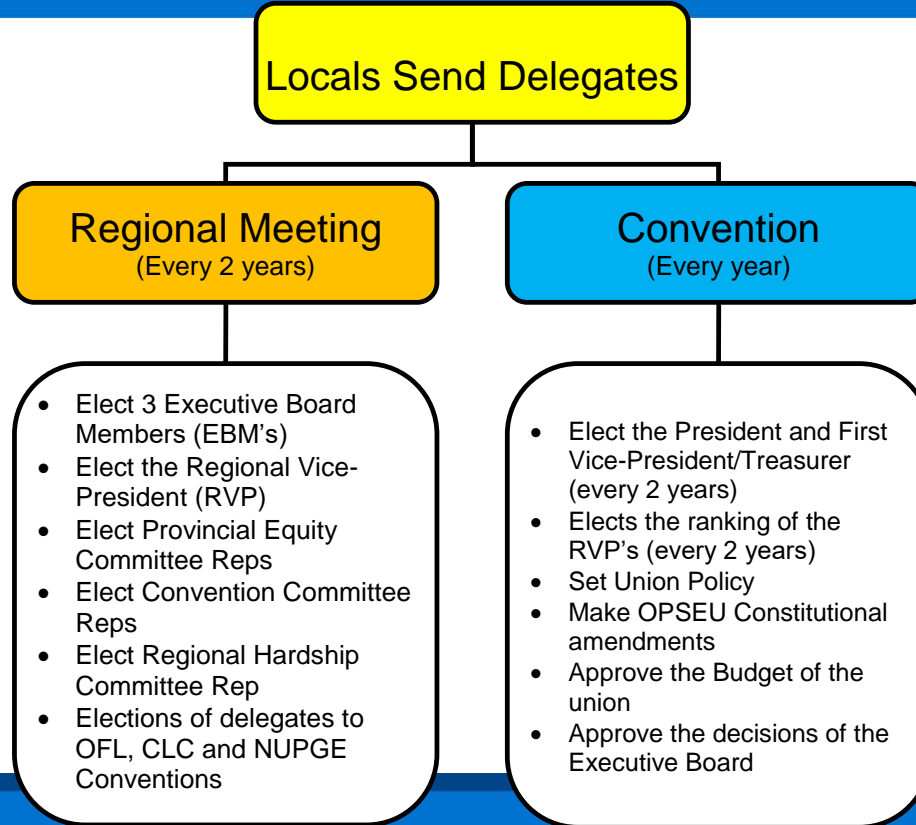 Locals Send Delegates
Regional Meeting
(Every 2 years)
• Elect 3 Executive Board
Members (EBM's)
• Elect the Regional Vice-
President (RVP)
• Elect Provincial Equity
Committee Reps
• Elect Convention Committee
Reps
• Elect Regional Hardship
Committee Rep
• Elections of delegates to
OFL, CLC and NUPGE
Conventions
Convention
(Every year)
• Elect the President and First
Vice-President/Treasurer
(every 2 years)
• Elects the ranking of the
RVP's (every 2 years)
• Set Union Policy
• Make OPSEU Constitutional
amendments
• Approve the Budget of the
union
• Approve the decisions of the
Executive Board